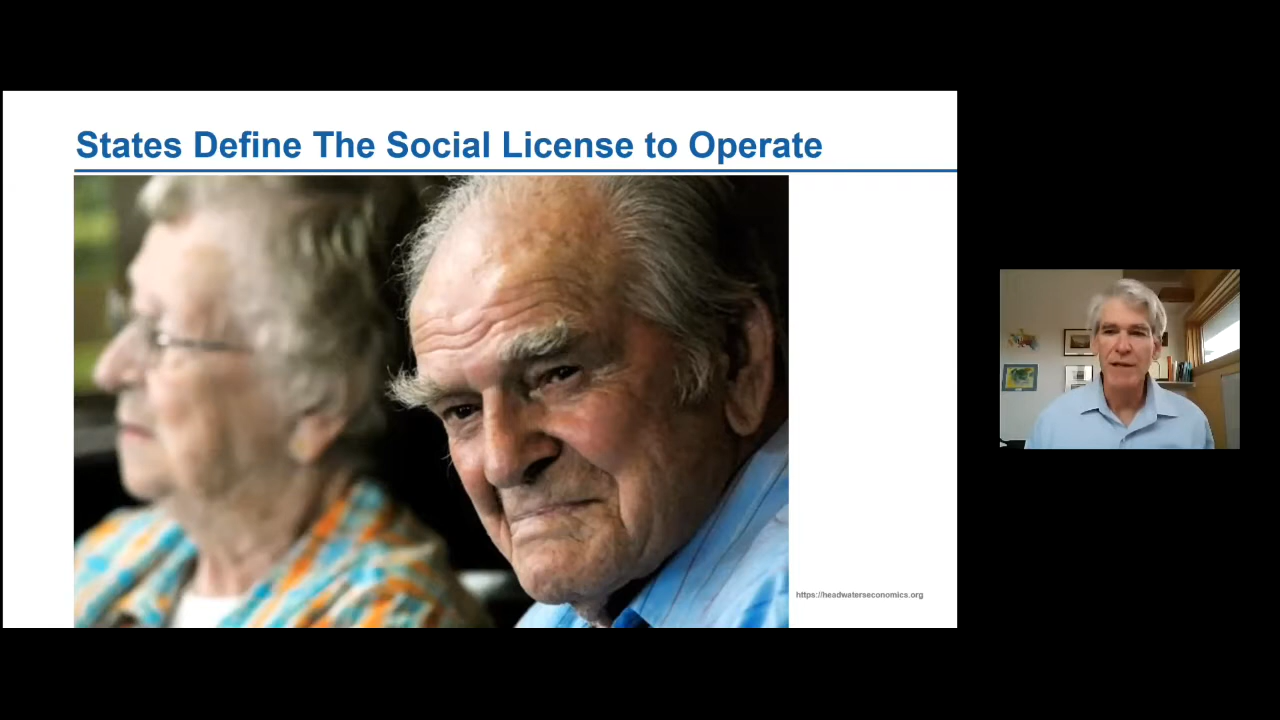 States Define The Social License to Operate
https://headwaterseconomics.org